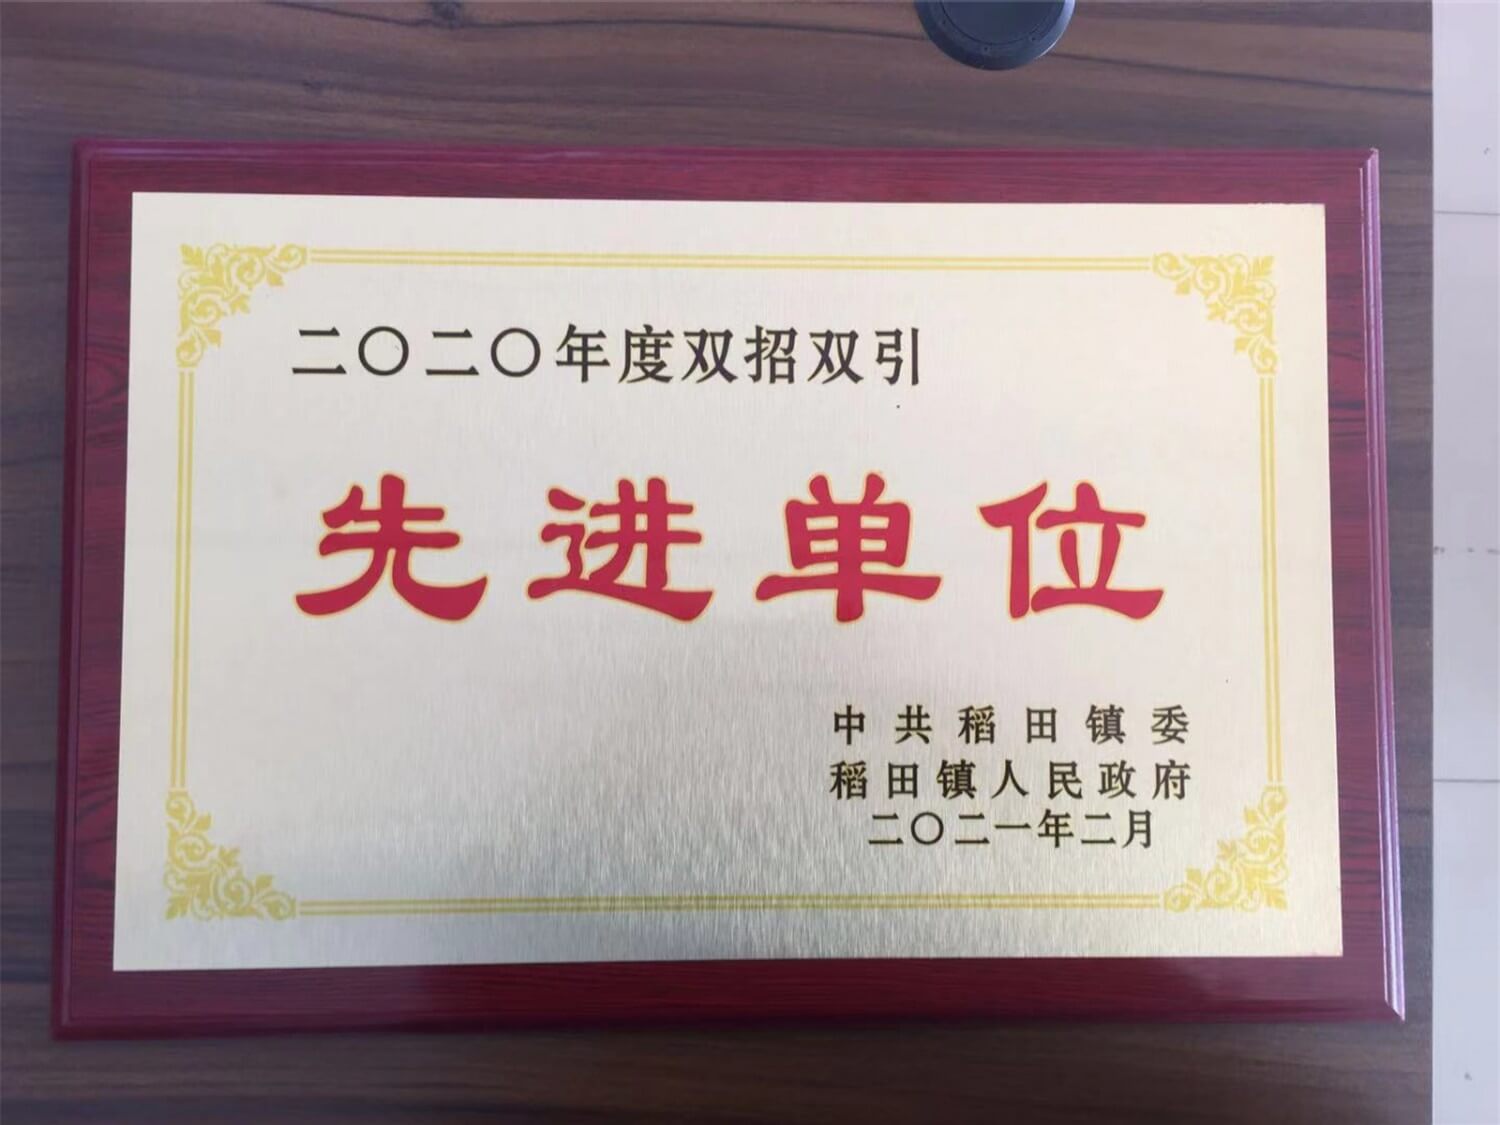 二〇二〇年度双招双引
先进单位
中共稻田镇委
稻田镇人民政府
二〇二一年二月